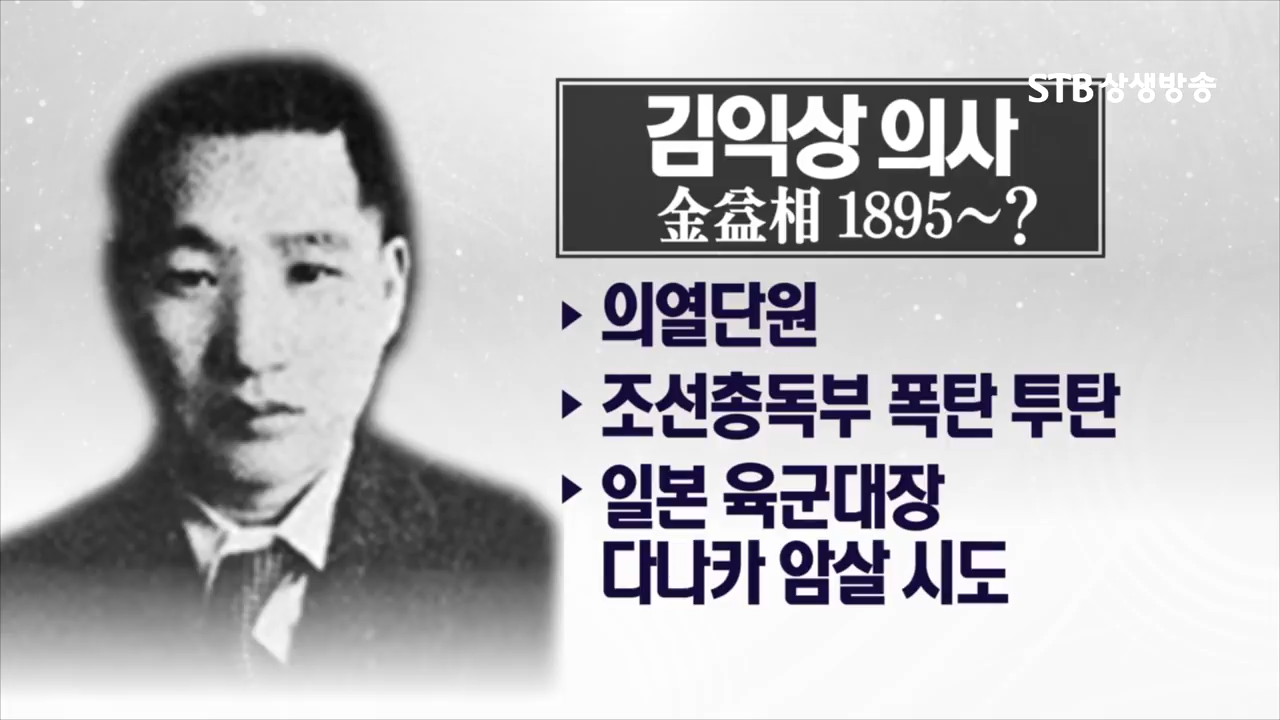 STB 상생방송
김익상 의사
金益相 1895~?
의열단원
조선총독부 폭탄 투탄
일본 육군대장
다나카 암살 시도